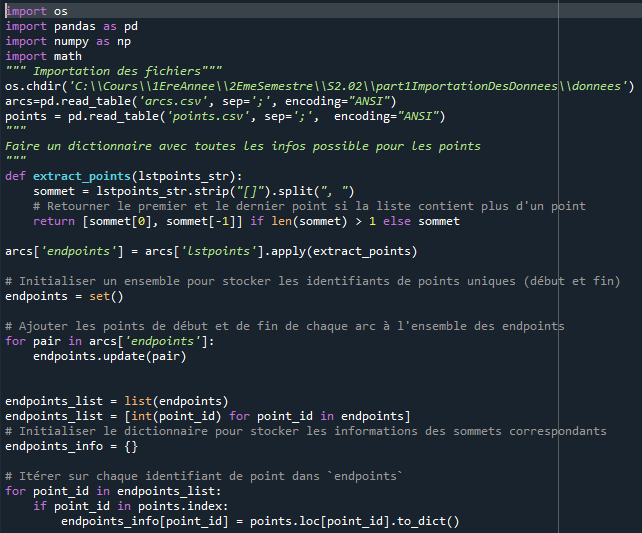 import os
import pandas as pd
import numpy as np
import math
""" Importation des fichiers"""
os.chdir('C:\\Cours\\1EreAnnee\\2EmeSemestre\\S2.02\\part1ImportationDesDonnees\\donnees')
arcs=pd.read_table('arcs.csv', sep=';', encoding="ANSI")
points = pd.read_table('points.csv', sep=';',  encoding="ANSI")
"""
Faire un dictionnaire avec toutes les infos possible pour les points
"""
def extract_points(lstpoints_str):
    sommet = lstpoints_str.strip("[]").split(", ")
    # Retourner le premier et le dernier point si la liste contient plus d'un point
    return [sommet[0], sommet[-1]] if len(sommet) > 1 else sommet
arcs['endpoints'] = arcs['lstpoints'].apply(extract_points)
# Initialiser un ensemble pour stocker les identifiants de points uniques (début et fin)
endpoints = set()
# Ajouter les points de début et de fin de chaque arc à l'ensemble des endpoints
for pair in arcs['endpoints']:
    endpoints.update(pair)
endpoints_list = list(endpoints)
endpoints_list = [int(point_id) for point_id in endpoints]
# Initialiser le dictionnaire pour stocker les informations des sommets correspondants
endpoints_info = {}
# Itérer sur chaque identifiant de point dans `endpoints`
for point_id in endpoints_list:
    if point_id in points.index:
        endpoints_info[point_id] = points.loc[point_id].to_dict()